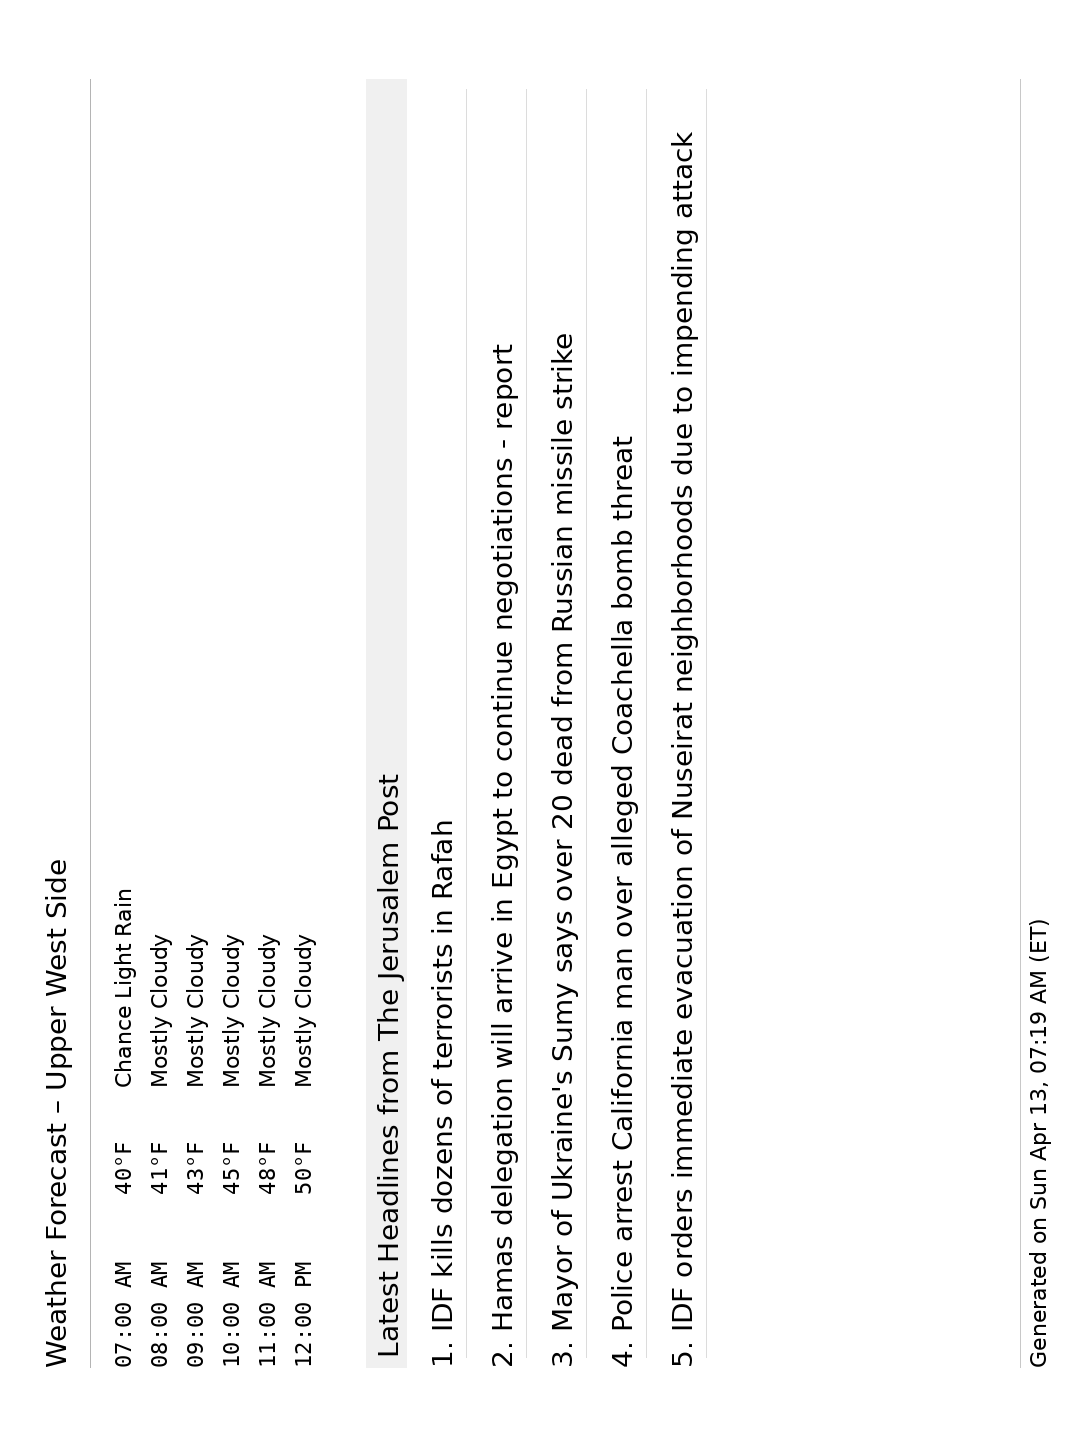 Weather Forecast – Upper West Side
07:00 AM 40°F Chance Light Rain
08:00 AM 41°F Mostly Cloudy
09:00 AM 43°F Mostly Cloudy
10:00 AM 45°F Mostly Cloudy
11:00 AM 48°F Mostly Cloudy
12:00 PM 50°F Mostly Cloudy
Latest Headlines from The Jerusalem Post
1. IDF kills dozens of terrorists in Rafah
2. Hamas delegation will arrive in Egypt to continue negotiations - report
3. Mayor of Ukraine's Sumy says over 20 dead from Russian missile strike
4. Police arrest California man over alleged Coachella bomb threat
5. IDF orders immediate evacuation of Nuseirat neighborhoods due to impending attack
Generated on Sun Apr 13, 07:19 AM (ET)